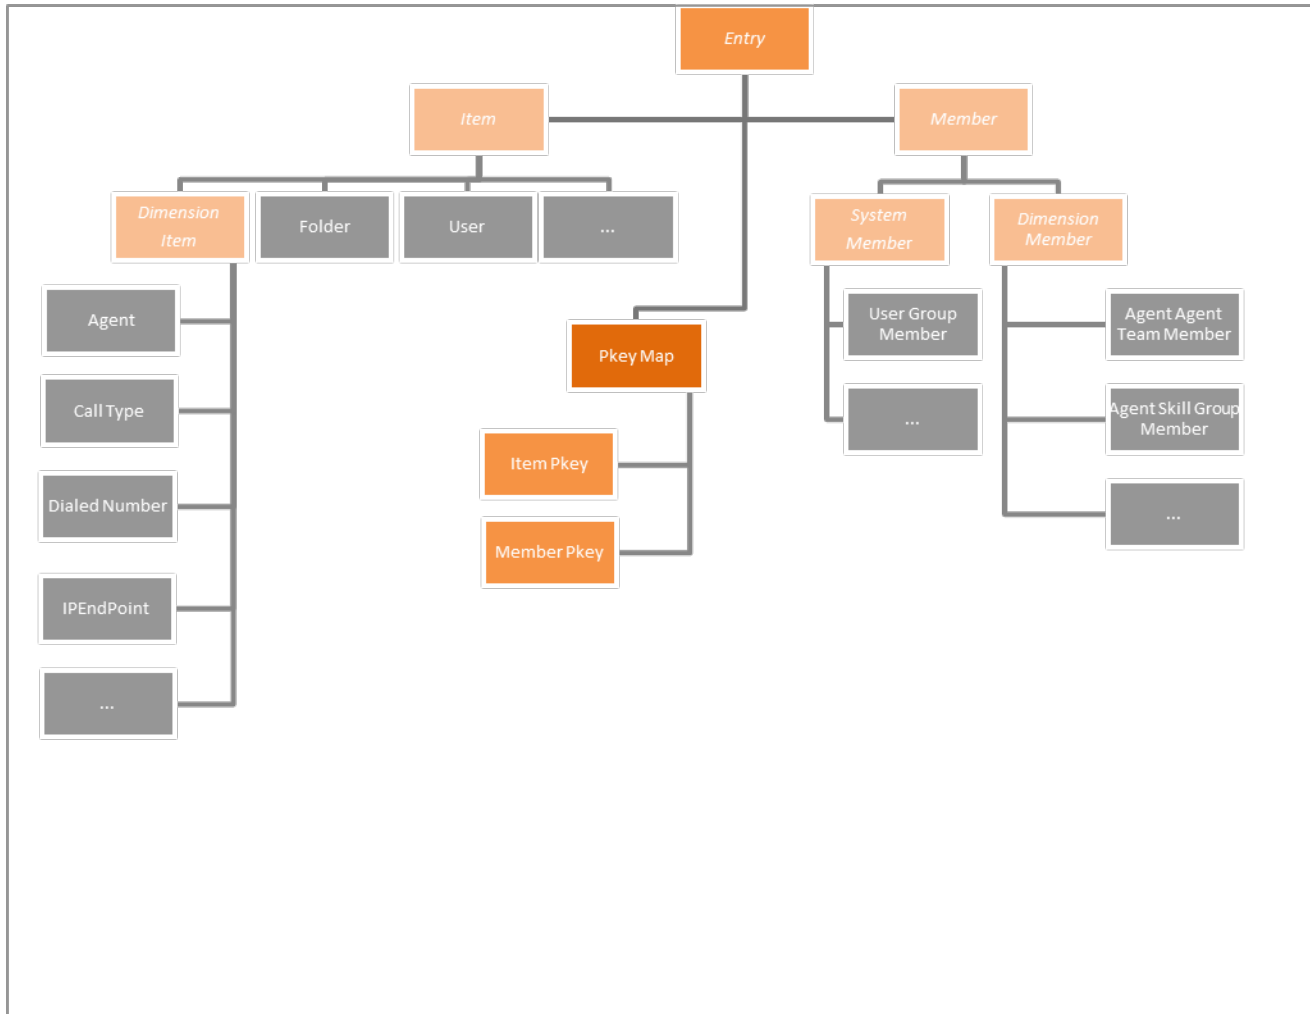 Entry
Item
Member
Dimension
Item
Folder
User
...
System
Member
Dimension
Member
Agent
Call Type
Dialed Number
IPEndPoint
...
Pkey Map
Item Pkey
Member Pkey
User Group
Member
...
Agent Agent
Team Member
Agent Skill Group
Member
...